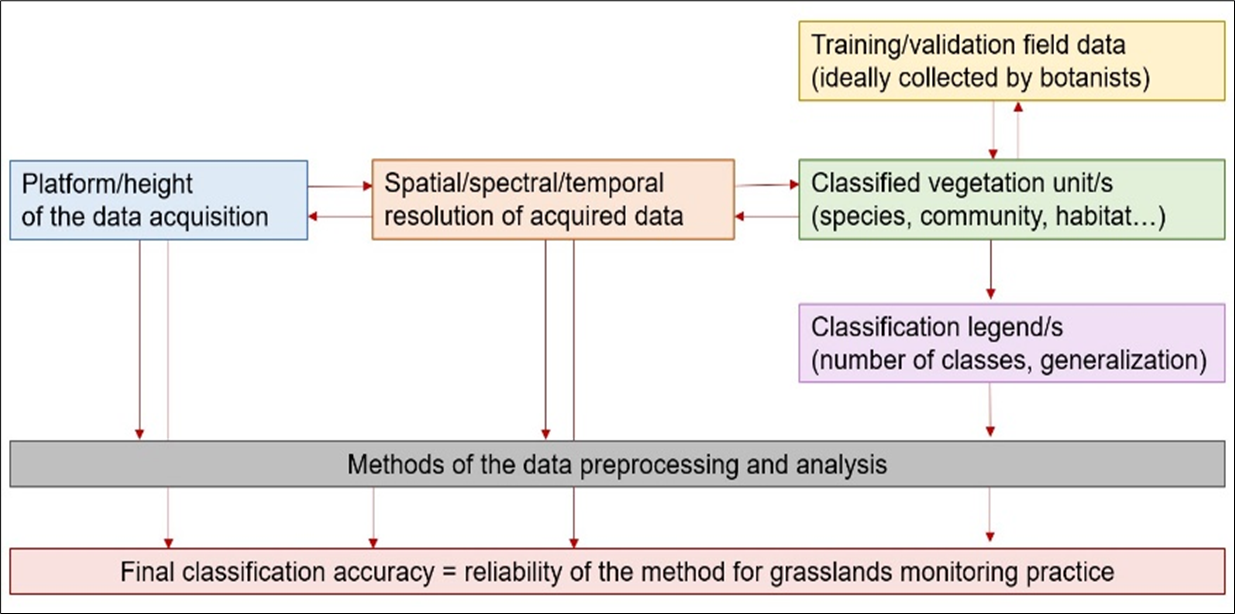 Training/validation field data
(ideally collected by botanists)
Platform/height
of the data acquisition
Spatial/spectral/temporal
resolution of acquired data
Classified vegetation unit/s
(species, community, habitat…)
Classification legend/s
(number of classes, generalization)
Methods of the data preprocessing and analysis
Final classification accuracy = reliability of the method for grasslands monitoring practice